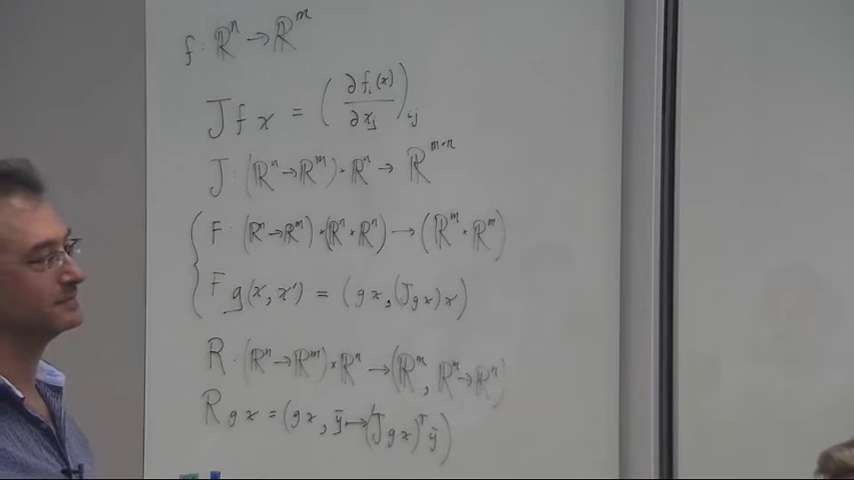 f : ℝⁿ → ℝᵐ
J f x = (∂fᵢ(x)/∂xⱼ)ᵢⱼ
J : (ℝⁿ → ℝᵐ) × ℝⁿ → ℝᵐˣⁿ
F : (ℝⁿ → ℝᵐ) × (ℝⁿ × ℝⁿ) → (ℝᵐ × ℝᵐ)
F g (x, x′) = (g x, (J g x) x′)
R : (ℝⁿ → ℝᵐ) × ℝⁿ → (ℝᵐ, ℝᵐ → ℝⁿ)
R g x = (g x, ȳ ↦ (J g x)ᵀ ȳ)